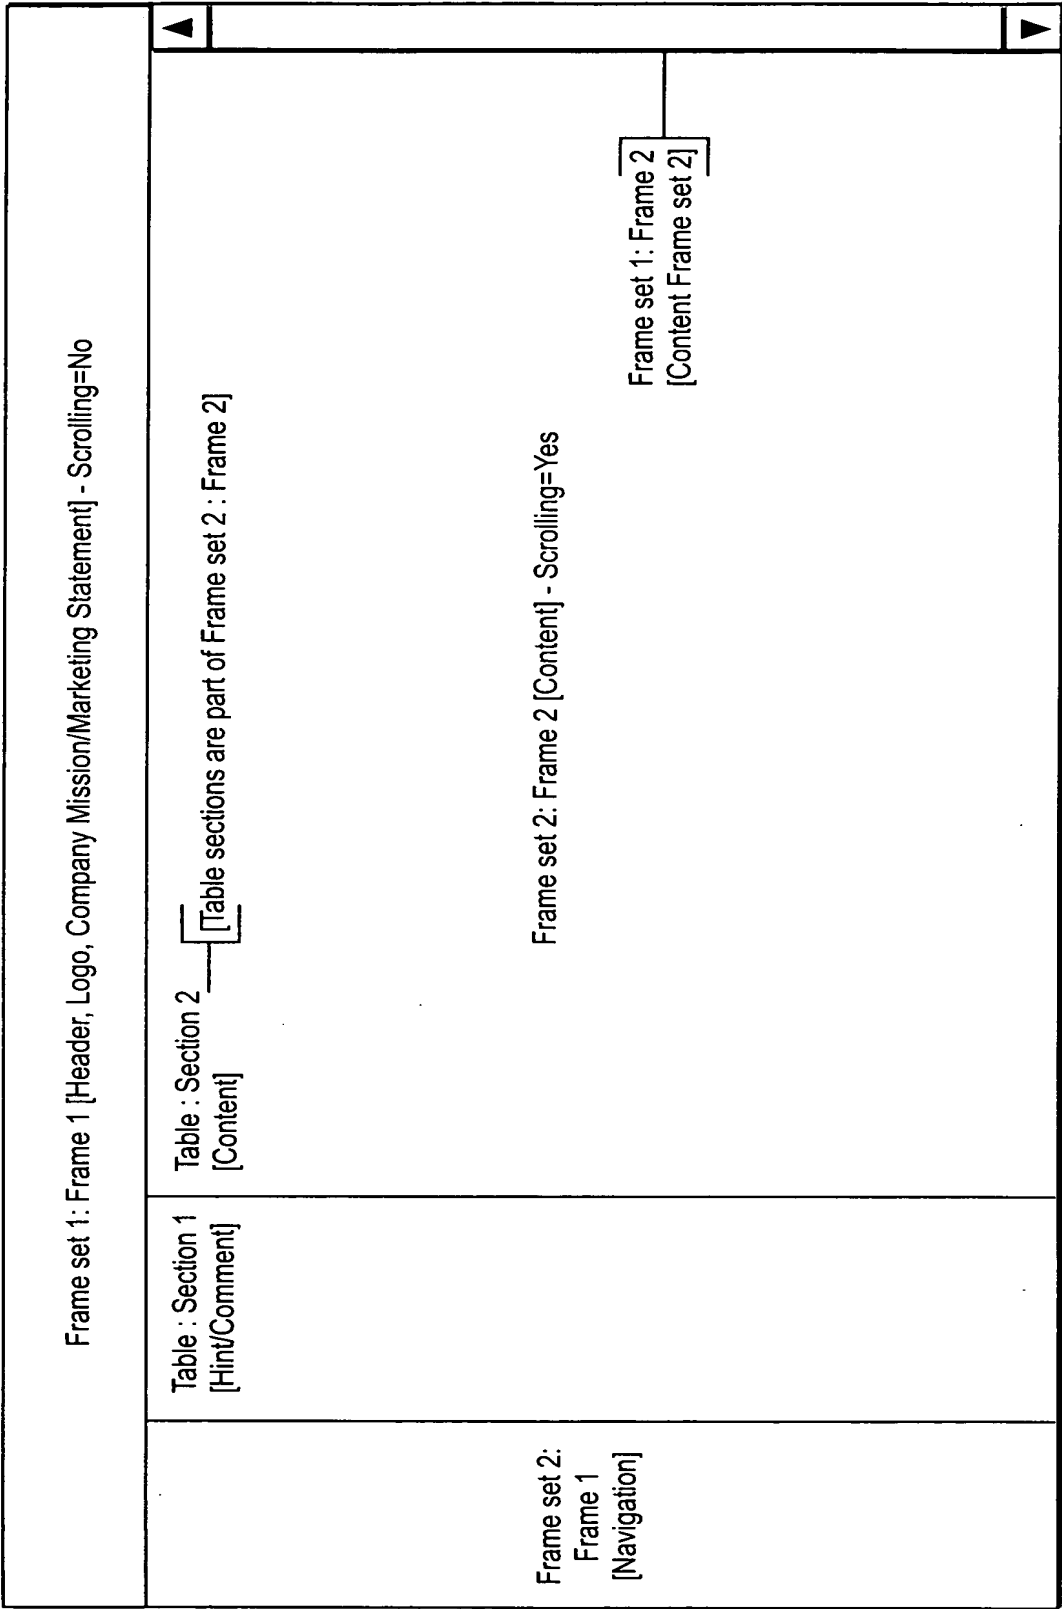 Frame set 1: Frame 1 [Header, Logo, Company Mission/Marketing Statement] - Scrolling=No
Table : Section 1
[Hint/Comment]
Table : Section 2
[Content]
[Table sections are part of Frame set 2 : Frame 2]
Frame set 2:
Frame 1
[Navigation]
Frame set 2: Frame 2 [Content] - Scrolling=Yes
Frame set 1: Frame 2
[Content Frame set 2]